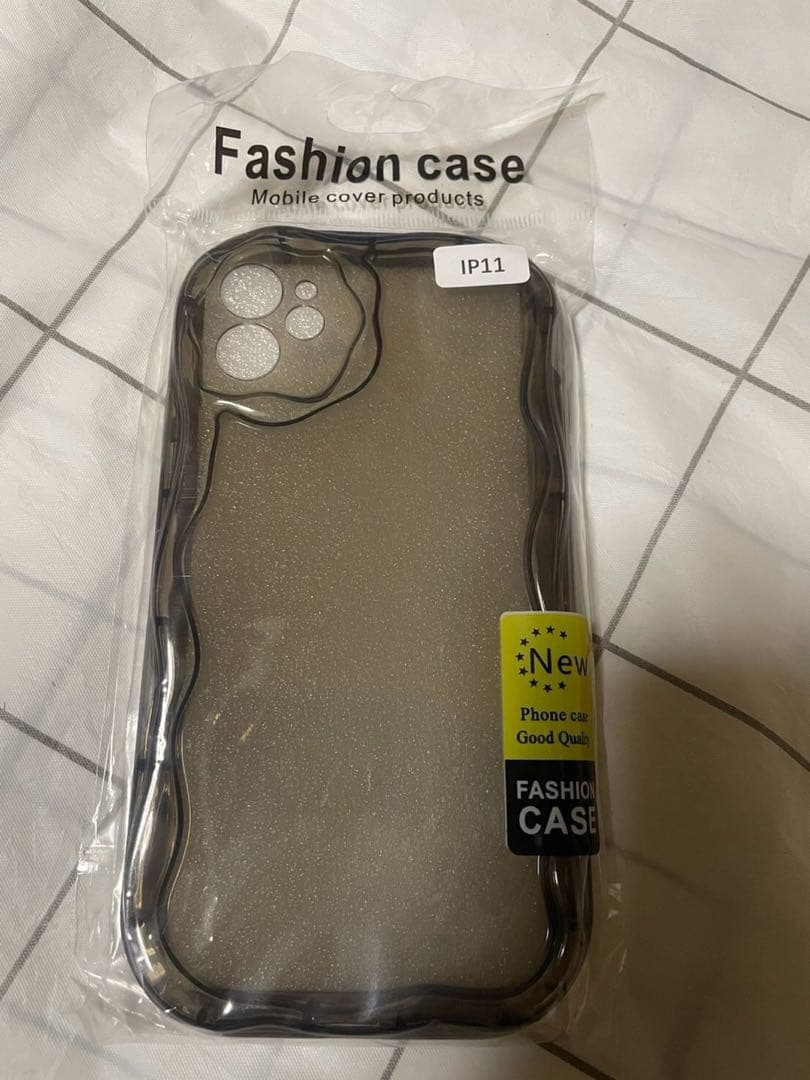 Fashion case
Mobile cover products
IP11
New
Phone case
Good Quality
FASHION
CASE